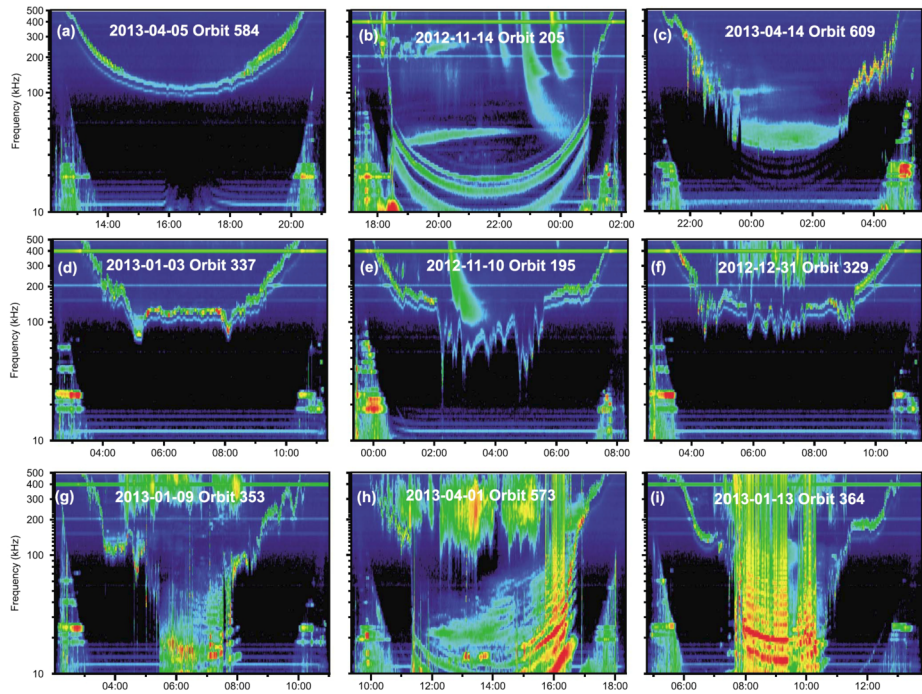 500
400
300
200
100
10
Frequency (kHz)
(a)
2013-04-05 Orbit 584
14:00 16:00 18:00 20:00
(b)
2012-11-14 Orbit 205
18:00 20:00 22:00 00:00 02:00
(c)
2013-04-14 Orbit 609
22:00 00:00 02:00 04:00
500
400
300
200
100
10
Frequency (kHz)
(d)
2013-01-03 Orbit 337
04:00 06:00 08:00 10:00
(e)
2012-11-10 Orbit 195
00:00 02:00 04:00 06:00 08:00
(f)
2012-12-31 Orbit 329
04:00 06:00 08:00 10:00
500
400
300
200
100
10
Frequency (kHz)
(g)
2013-01-09 Orbit 353
04:00 06:00 08:00 10:00
(h)
2013-04-01 Orbit 573
10:00 12:00 14:00 16:00 18:00
(i)
2013-01-13 Orbit 364
06:00 08:00 10:00 12:00